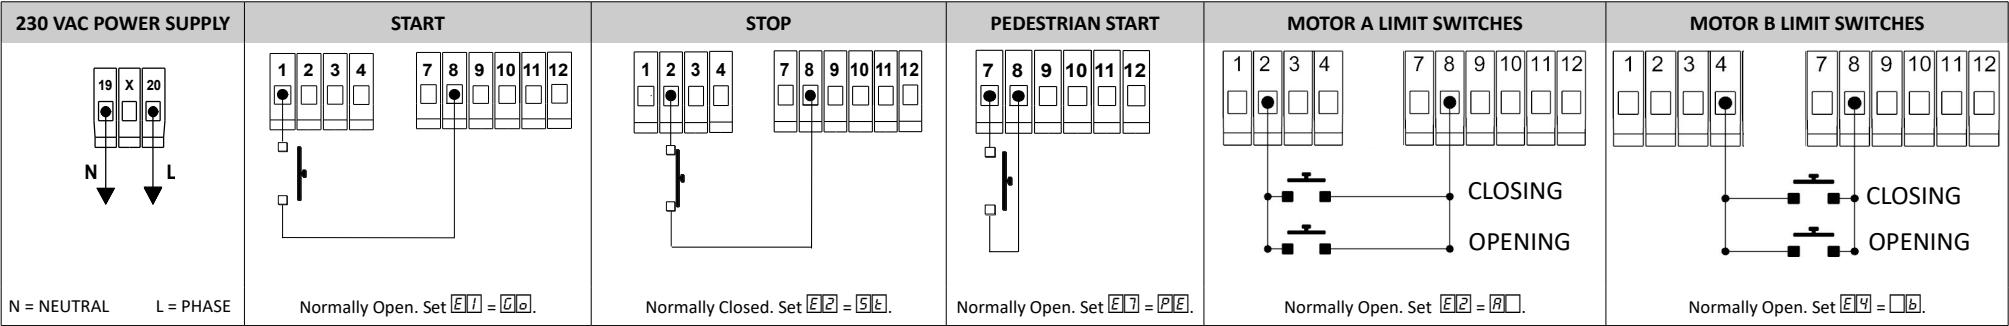 230 VAC POWER SUPPLY
19 X 20
N L
N = NEUTRAL L = PHASE
START
1 2 3 4 7 8 9 10 11 12
Normally Open. Set E1 = Go.
STOP
1 2 3 4 7 8 9 10 11 12
Normally Closed. Set E2 = St.
PEDESTRIAN START
7 8 9 10 11 12
Normally Open. Set E7 = PE.
MOTOR A LIMIT SWITCHES
1 2 3 4 7 8 9 10 11 12
CLOSING
OPENING
Normally Open. Set E2 = A .
MOTOR B LIMIT SWITCHES
1 2 3 4 7 8 9 10 11 12
CLOSING
OPENING
Normally Open. Set E4 = b.